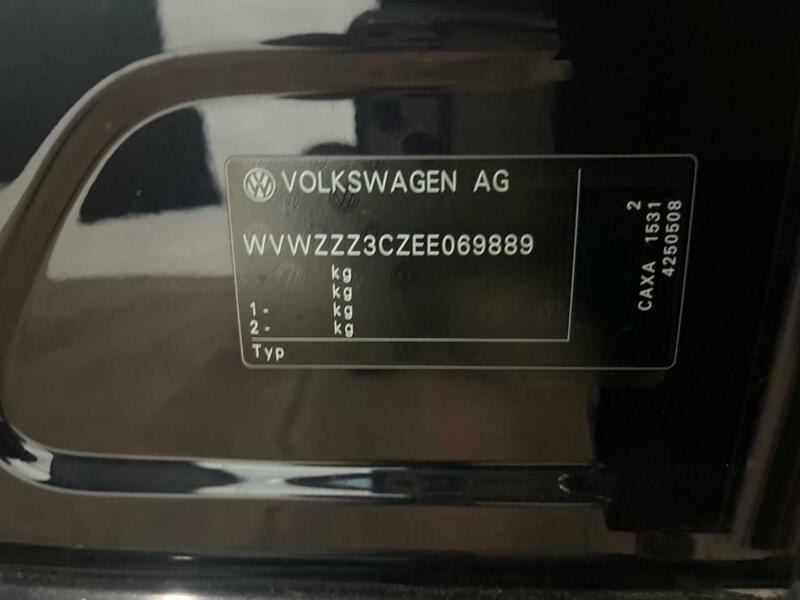 VOLKSWAGEN AG
WVWZZZ3CZEE069889
kg
kg
1- kg
2- kg
Typ
2
CAXA 1531
4250508